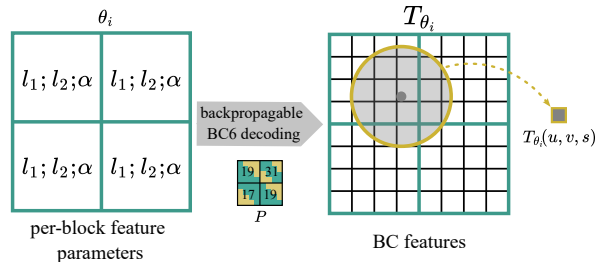 θ_i
l_1; l_2; α l_1; l_2; α
l_1; l_2; α l_1; l_2; α
per-block feature
parameters
backpropagable
BC6 decoding
19 31
17 19
P
T_{θ_i}
BC features
T_{θ_i}(u, v, s)